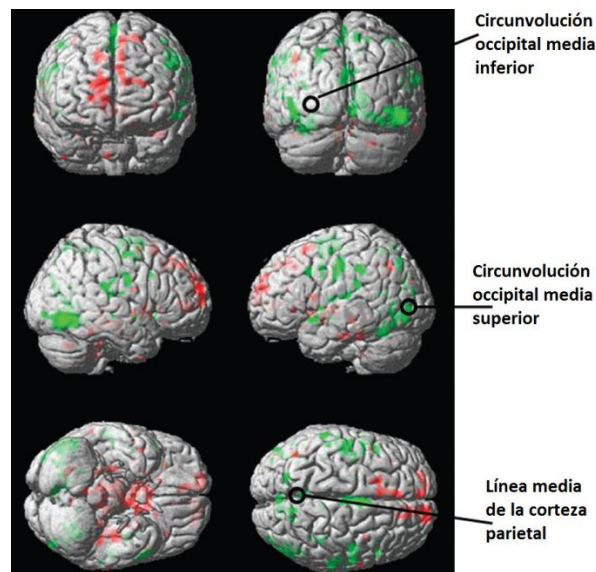 Circunvolución
occipital media
inferior
Circunvolución
occipital media
superior
Línea media
de la corteza
parietal